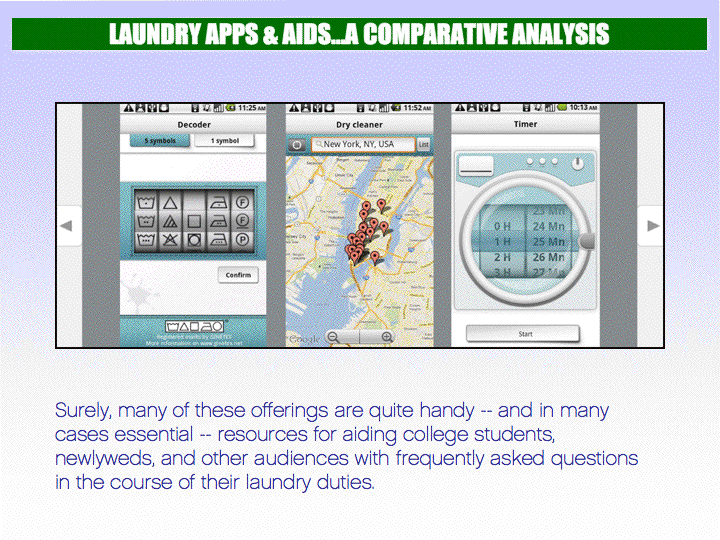 LAUNDRY APPS & AIDS...A COMPARATIVE ANALYSIS
11:25 AM
11:52 AM
10:13 AM
Decoder
Dry cleaner
Timer
5 symbols
1 symbol
New York, NY, USA
List
F
F
P
Confirm
Registered marks by GINETEX
More information on www.ginetex.net
Google
23 Mn
0 H 24 Mn
1 H 25 Mn
2 H 26 Mn
3 H 27 Mn
Start
Surely, many of these offerings are quite handy -- and in many
cases essential -- resources for aiding college students,
newlyweds, and other audiences with frequently asked questions
in the course of their laundry duties.